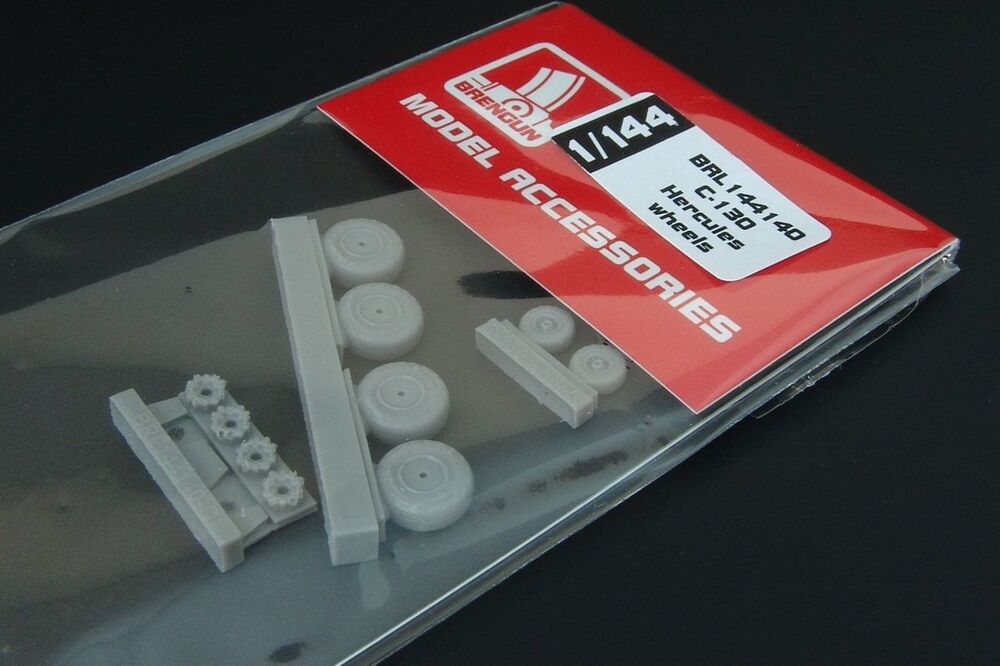 BRENGUN
MODEL ACCESSORIES
1/144
BRL144140
C-130
Hercules
wheels